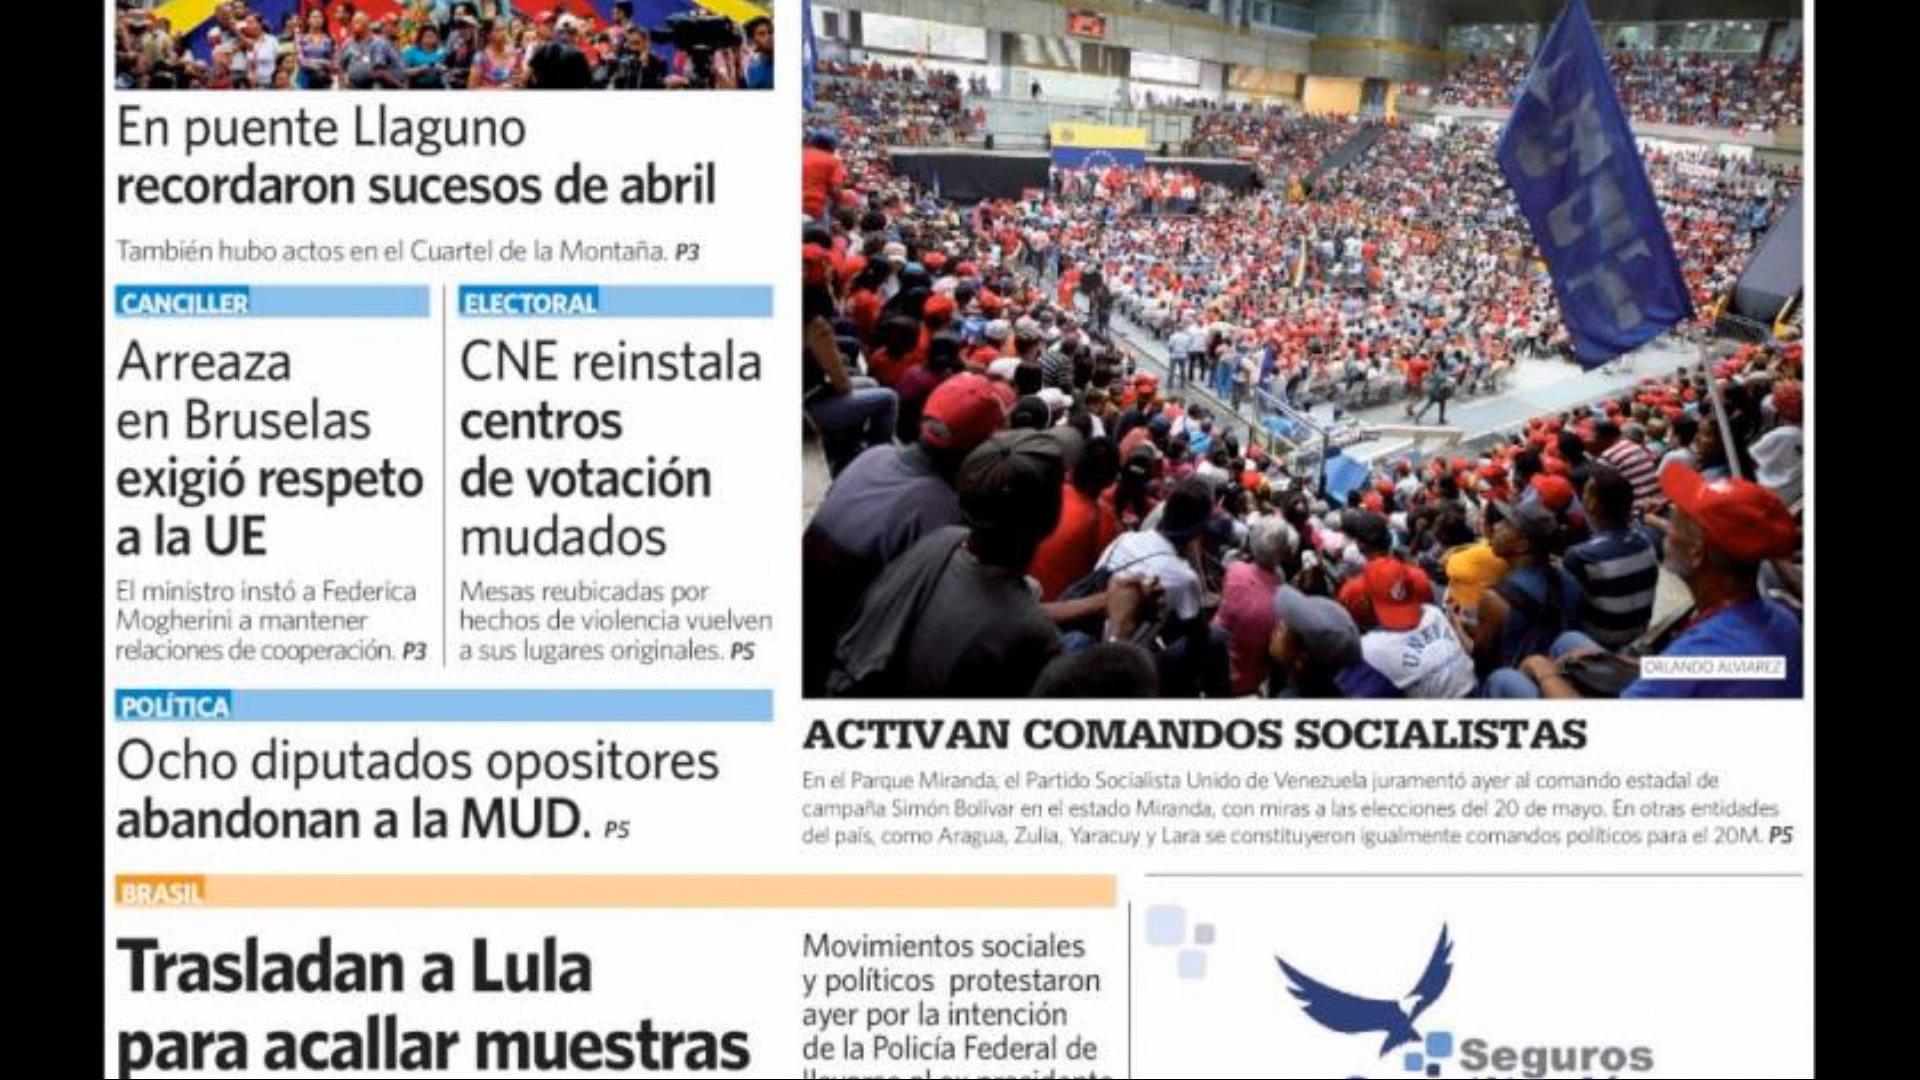 En puente Llaguno
recordaron sucesos de abril
También hubo actos en el Cuartel de la Montaña. P3
CANCILLER
Arreaza
en Bruselas
exigió respeto
a la UE
El ministro instó a Federica
Mogherini a mantener
relaciones de cooperación. P3
ELECTORAL
CNE reinstala
centros
de votación
mudados
Mesas reubicadas por
hechos de violencia vuelven
a sus lugares originales. P5
POLÍTICA
Ocho diputados opositores
abandonan a la MUD. P5
ORLANDO ALVIAREZ
ACTIVAN COMANDOS SOCIALISTAS
En el Parque Miranda, el Partido Socialista Unido de Venezuela juramentó ayer al comando estadal de
campaña Simón Bolívar en el estado Miranda, con miras a las elecciones del 20 de mayo. En otras entidades
del país, como Aragua, Zulia, Yaracuy y Lara se constituyeron igualmente comandos políticos para el 20M. P5
BRASIL
Trasladan a Lula
para acallar muestras
Movimientos sociales
y políticos protestaron
ayer por la intención
de la Policía Federal de
Seguros